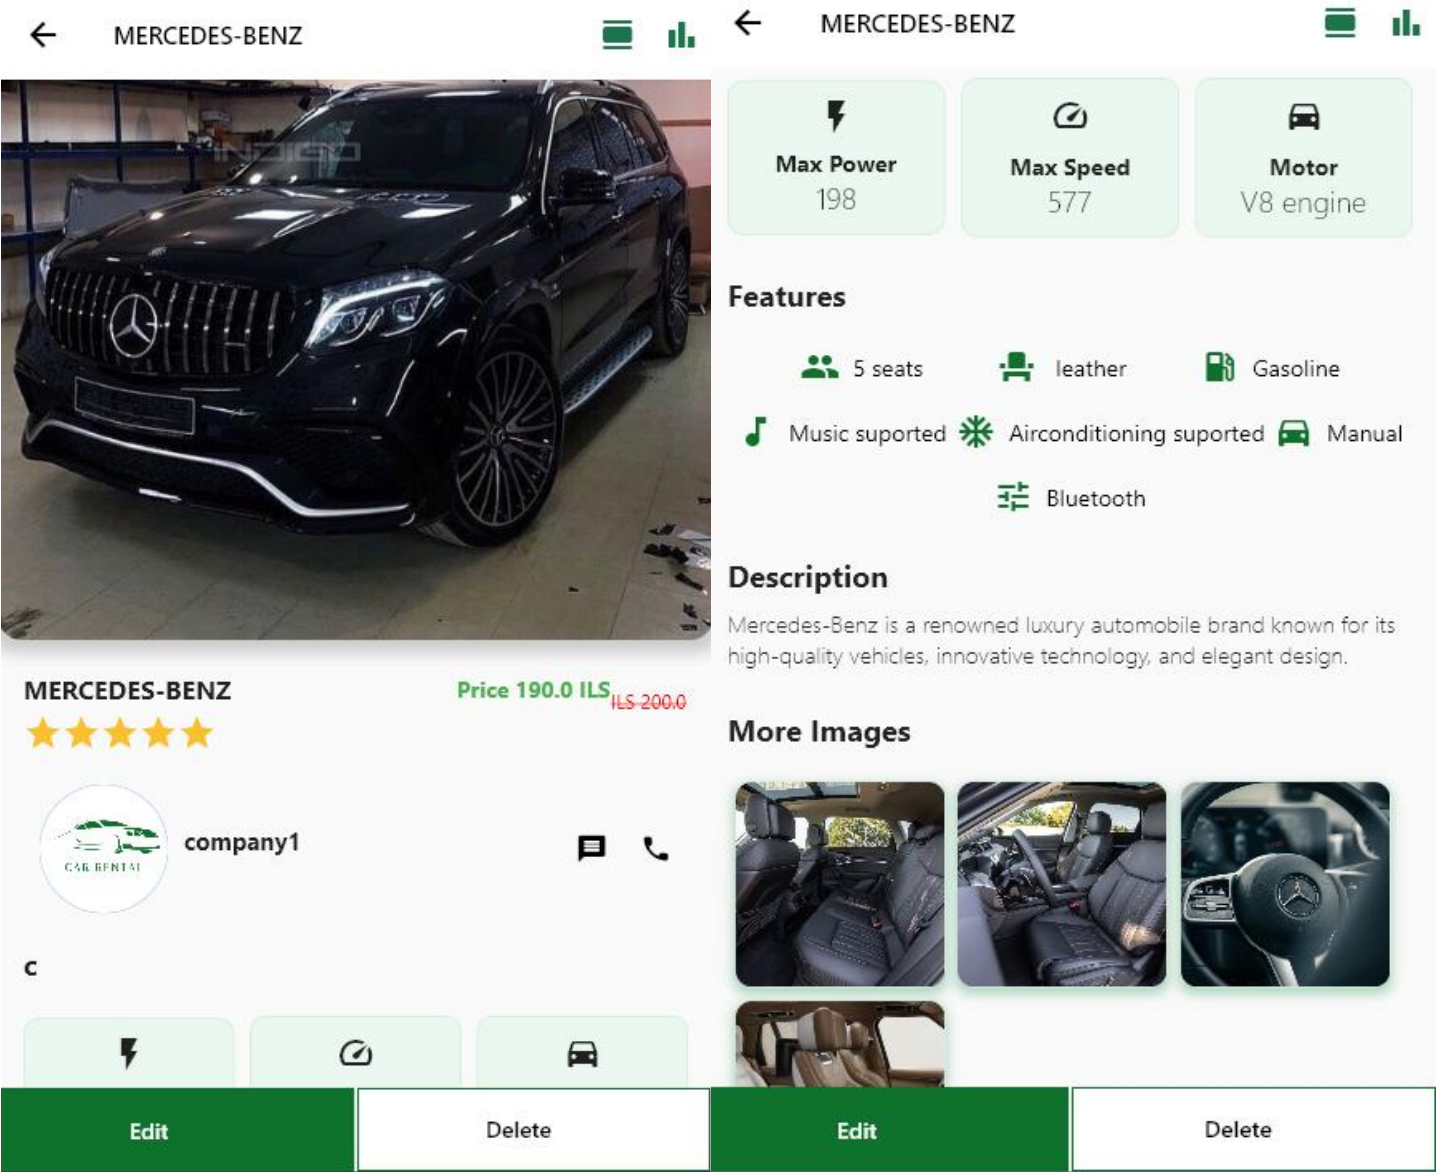 MERCEDES-BENZ
INDIGO
MERCEDES-BENZ
Price 190.0 ILS
ILS 200.0
CAR RENTAL
company1
c
Edit
Delete
MERCEDES-BENZ
Max Power
198
Max Speed
577
Motor
V8 engine
Features
5 seats
leather
Gasoline
Music suported
Airconditioning suported
Manual
Bluetooth
Description
Mercedes-Benz is a renowned luxury automobile brand known for its
high-quality vehicles, innovative technology, and elegant design.
More Images
Edit
Delete